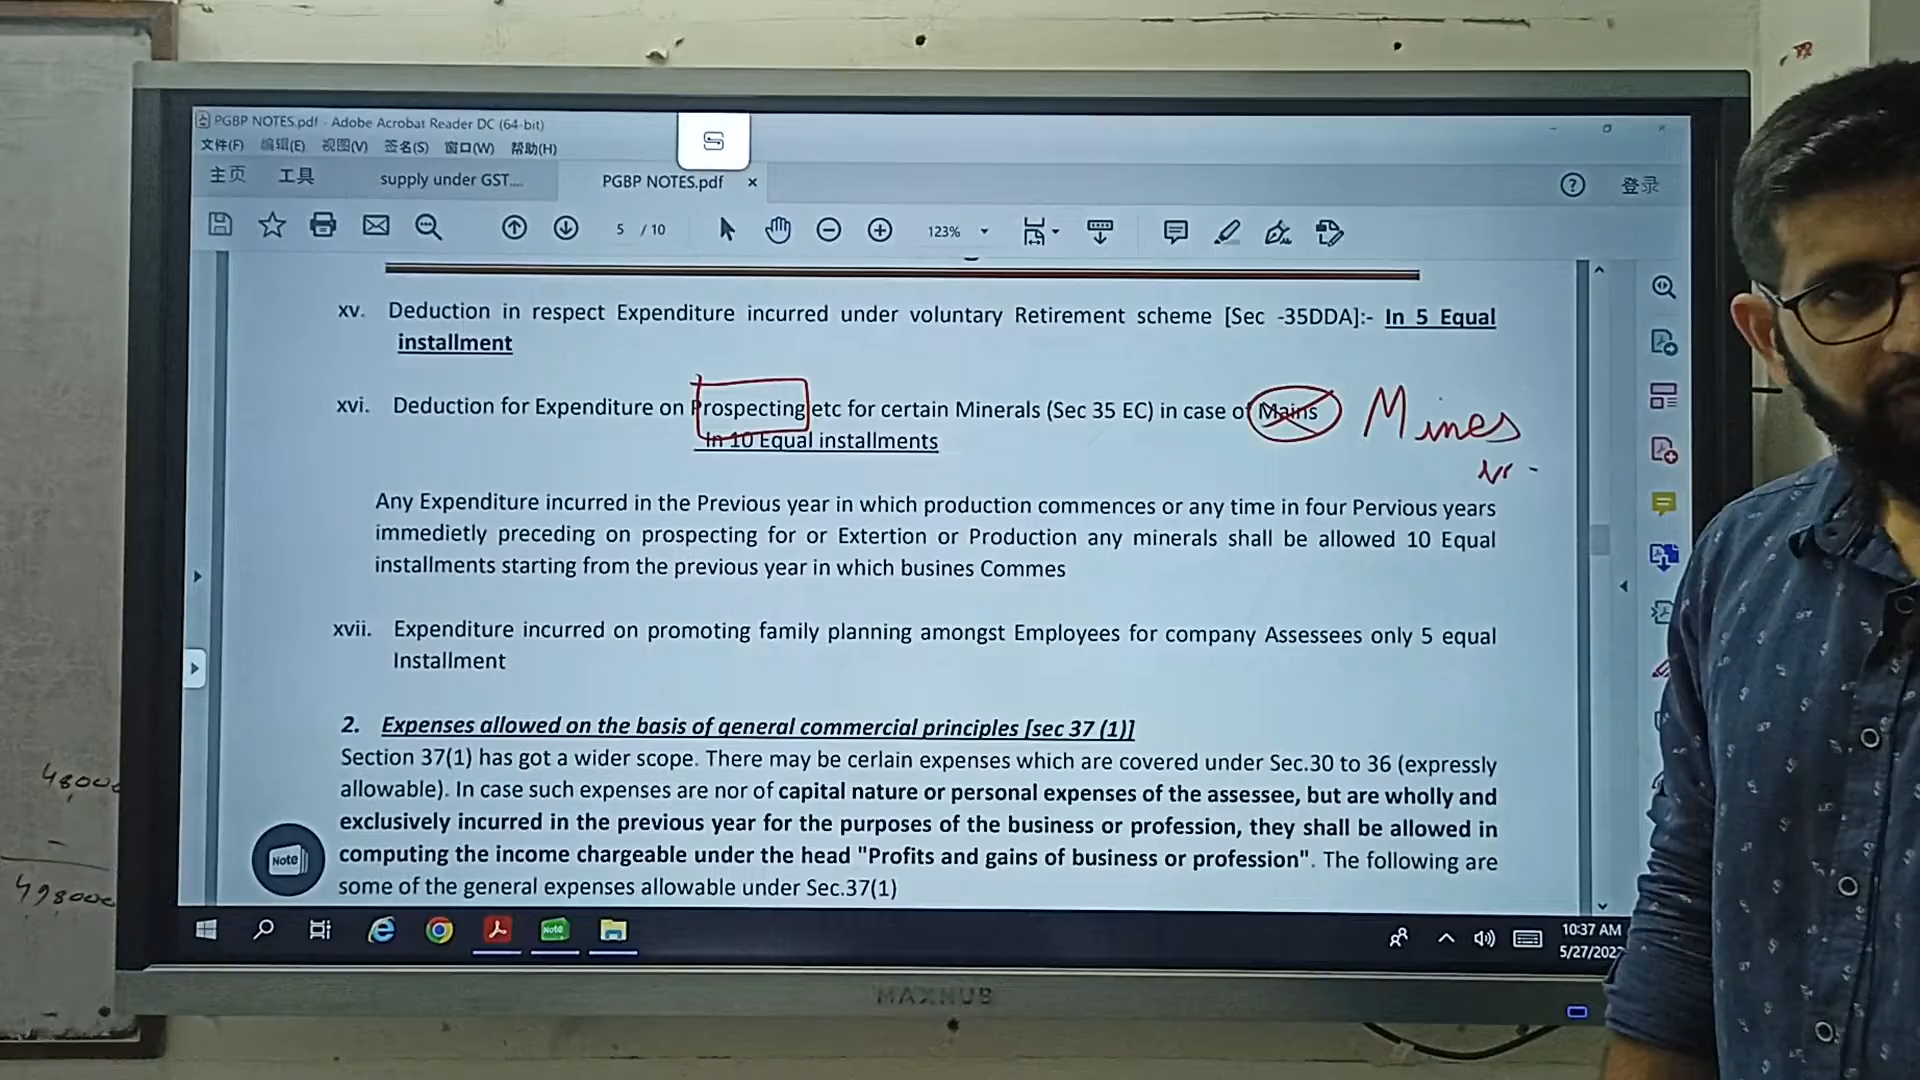 PGBP NOTES.pdf - Adobe Acrobat Reader DC (64-bit)
文件(F) 编辑(E) 视图(V) 签名(S) 窗口(W) 帮助(H)
主页 工具 supply under GST.... PGBP NOTES.pdf × 登录
5 / 10 123%
xv. Deduction in respect Expenditure incurred under voluntary Retirement scheme [Sec -35DDA]:- In 5 Equal
installment
xvi. Deduction for Expenditure on Prospecting etc for certain Minerals (Sec 35 EC) in case of Mains Mines
In 10 Equal installments
Any Expenditure incurred in the Previous year in which production commences or any time in four Pervious years
immedietly preceding on prospecting for or Extertion or Production any minerals shall be allowed 10 Equal
installments starting from the previous year in which busines Commes
xvii. Expenditure incurred on promoting family planning amongst Employees for company Assessees only 5 equal
Installment
2. Expenses allowed on the basis of general commercial principles [sec 37 (1)]
Section 37(1) has got a wider scope. There may be cerlain expenses which are covered under Sec.30 to 36 (expressly
allowable). In case such expenses are nor of capital nature or personal expenses of the assessee, but are wholly and
exclusively incurred in the previous year for the purposes of the business or profession, they shall be allowed in
computing the income chargeable under the head "Profits and gains of business or profession". The following are
some of the general expenses allowable under Sec.37(1)
Note
Note
10:37 AM
5/27/202
MAXHUB
48,000
498000